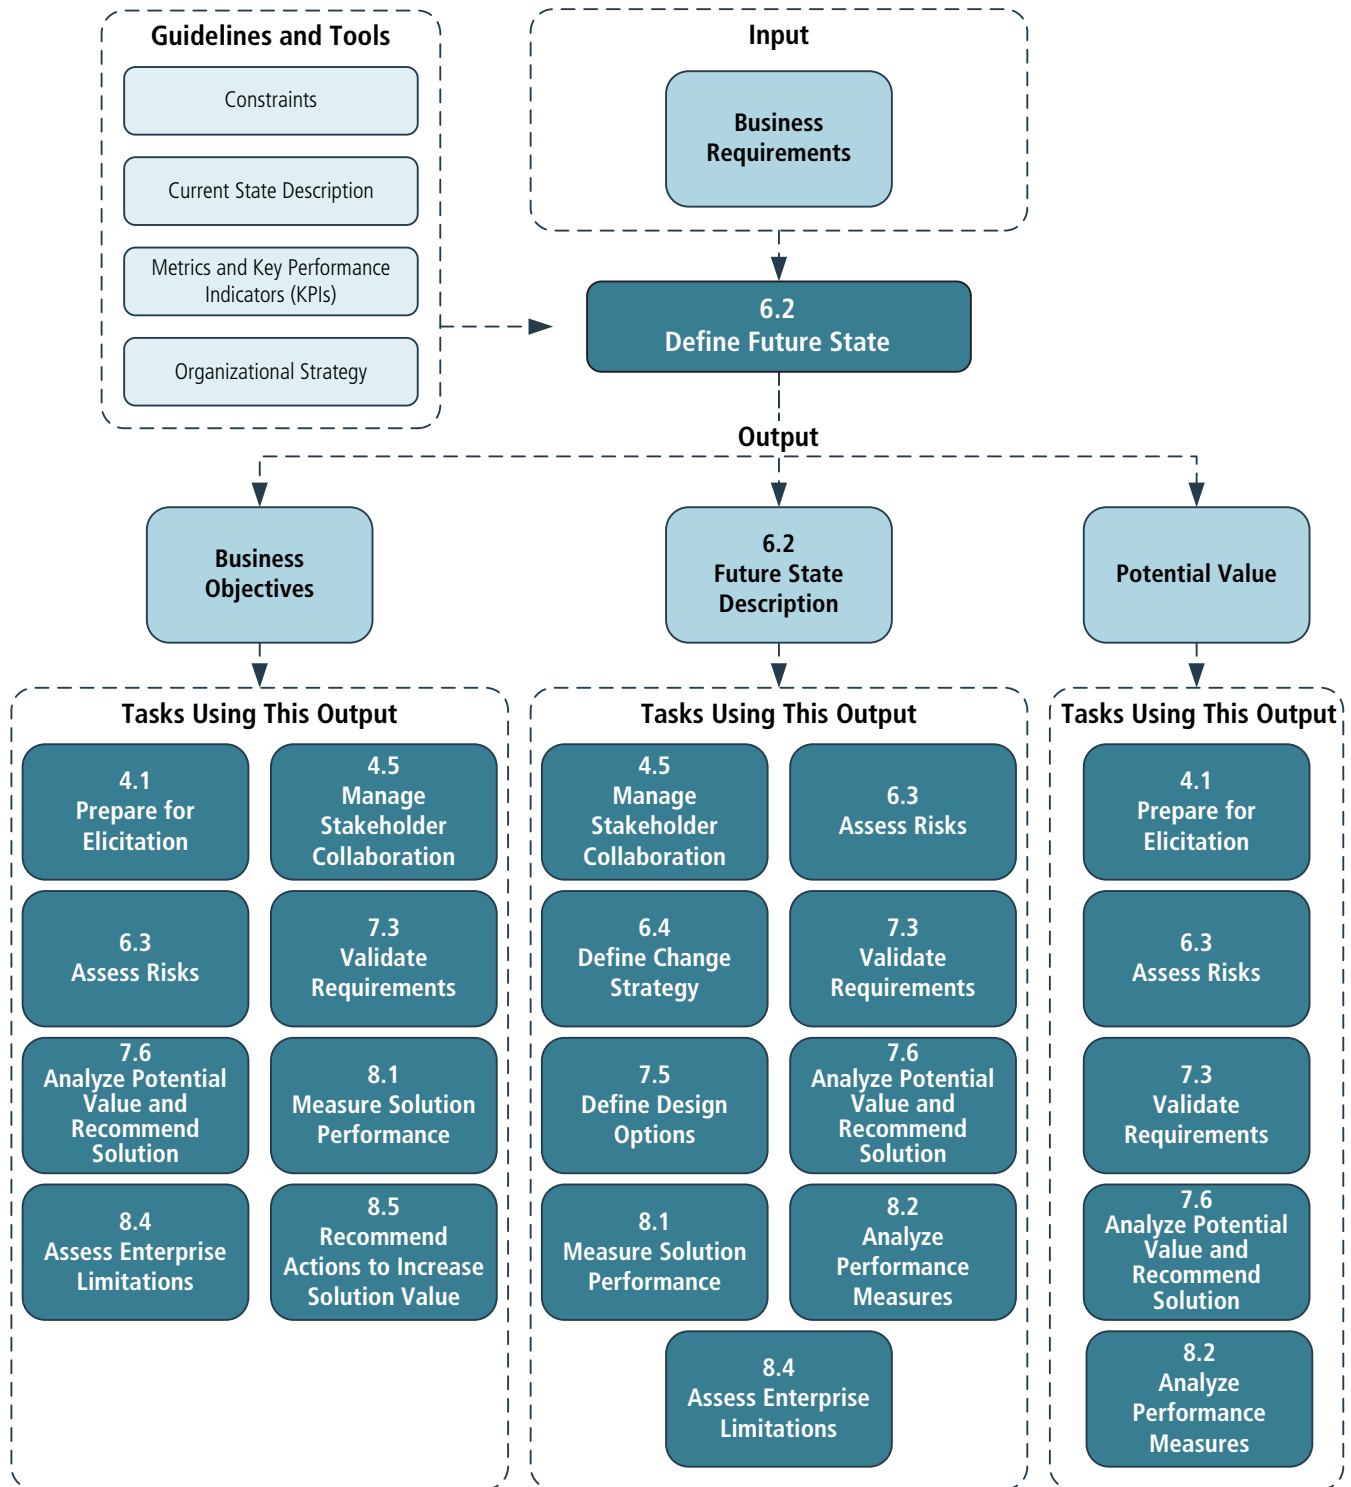 Guidelines and Tools
Constraints
Current State Description
Metrics and Key Performance
Indicators (KPIs)
Organizational Strategy
Input
Business
Requirements
6.2
Define Future State
Output
Business
Objectives
6.2
Future State
Description
Potential Value
Tasks Using This Output
4.1
Prepare for
Elicitation
4.5
Manage
Stakeholder
Collaboration
6.3
Assess Risks
7.3
Validate
Requirements
7.6
Analyze Potential
Value and
Recommend
Solution
8.1
Measure Solution
Performance
8.4
Assess Enterprise
Limitations
8.5
Recommend
Actions to Increase
Solution Value
Tasks Using This Output
4.5
Manage
Stakeholder
Collaboration
6.3
Assess Risks
6.4
Define Change
Strategy
7.3
Validate
Requirements
7.5
Define Design
Options
7.6
Analyze Potential
Value and
Recommend
Solution
8.1
Measure Solution
Performance
8.2
Analyze
Performance
Measures
8.4
Assess Enterprise
Limitations
Tasks Using This Output
4.1
Prepare for
Elicitation
6.3
Assess Risks
7.3
Validate
Requirements
7.6
Analyze Potential
Value and
Recommend
Solution
8.2
Analyze
Performance
Measures